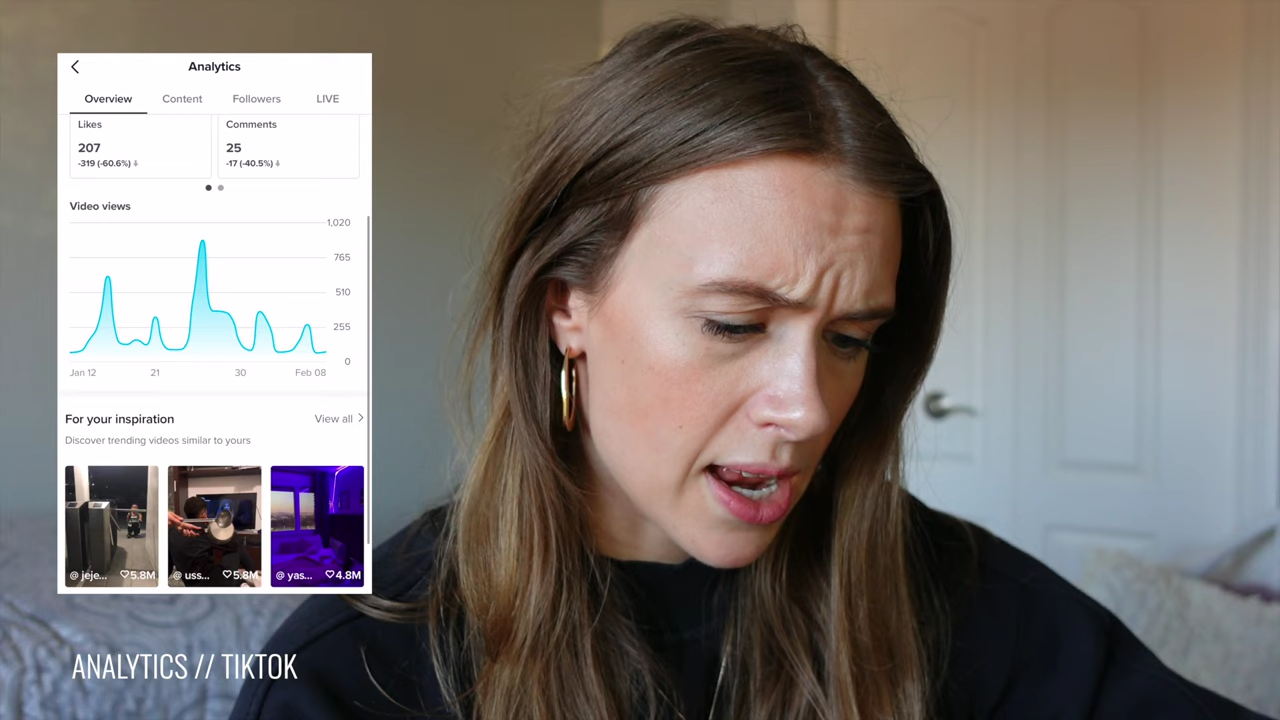 Analytics
Overview Content Followers LIVE
Likes Comments
207 25
-319 (-60.6%) -17 (-40.5%)
Video views
1,020
765
510
255
0
Jan 12 21 30 Feb 08
For your inspiration View all
Discover trending videos similar to yours
@ jeje... 5.8M @ uss... 5.8M @ yas... 4.8M
ANALYTICS // TIKTOK